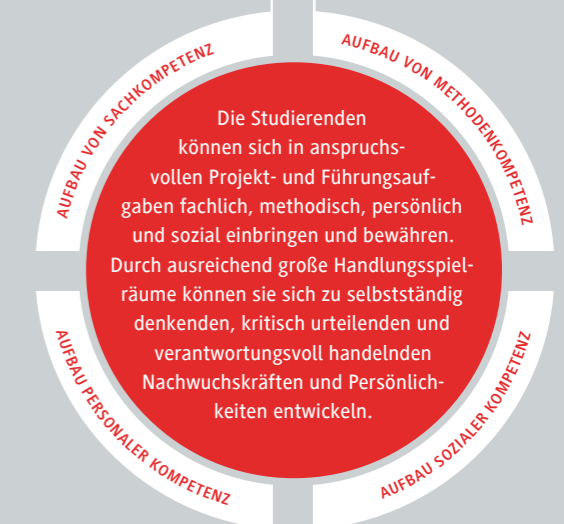 AUFBAU VON SACHKOMPETENZ
AUFBAU VON METHODENKOMPETENZ
Die Studierenden
können sich in anspruchs-
vollen Projekt- und Führungsauf-
gaben fachlich, methodisch, persönlich
und sozial einbringen und bewähren.
Durch ausreichend große Handlungsspiel-
räume können sie sich zu selbstständig
denkenden, kritisch urteilenden und
verantwortungsvoll handelnden
Nachwuchskräften und Persönlich-
keiten entwickeln.
AUFBAU PERSONALER KOMPETENZ
AUFBAU SOZIALER KOMPETENZ